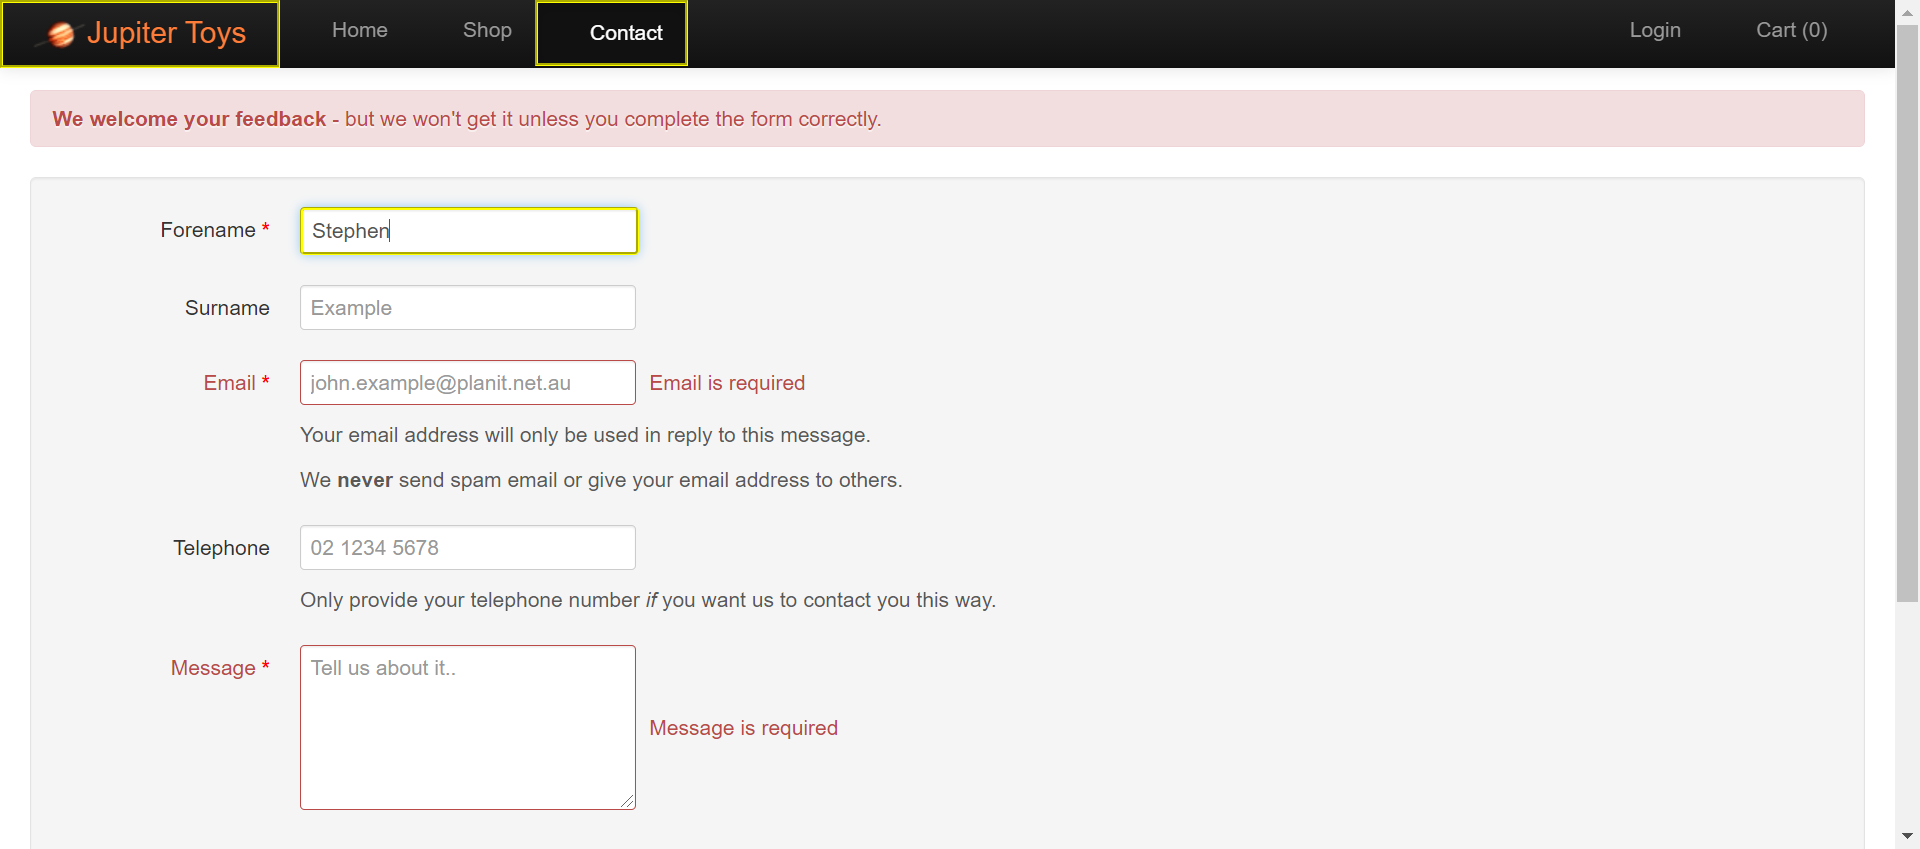 Jupiter Toys Home Shop Contact Login Cart (0)
We welcome your feedback - but we won't get it unless you complete the form correctly.
Forename * Stephen
Surname Example
Email * john.example@planit.net.au Email is required
Your email address will only be used in reply to this message.
We never send spam email or give your email address to others.
Telephone 02 1234 5678
Only provide your telephone number if you want us to contact you this way.
Message * Tell us about it..
Message is required